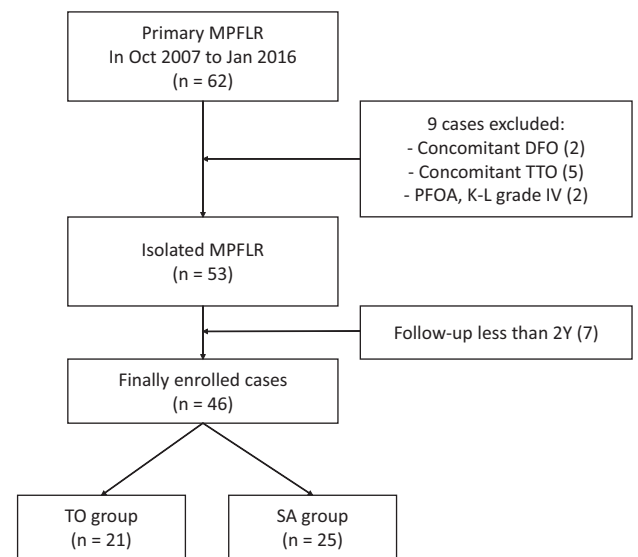 Primary MPFLR
In Oct 2007 to Jan 2016
(n = 62)
9 cases excluded:
- Concomitant DFO (2)
- Concomitant TTO (5)
- PFOA, K-L grade IV (2)
Isolated MPFLR
(n = 53)
Follow-up less than 2Y (7)
Finally enrolled cases
(n = 46)
TO group
(n = 21)
SA group
(n = 25)